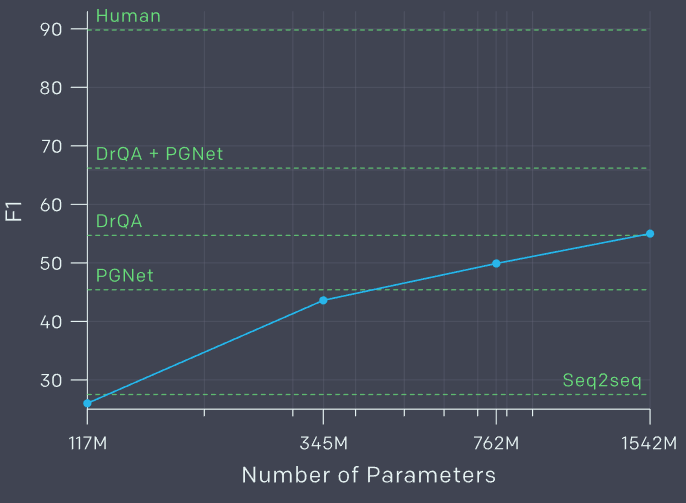 Human
90
80
70
DrQA + PGNet
60
DrQA
F1
50
PGNet
40
30
Seq2seq
117M 345M 762M 1542M
Number of Parameters